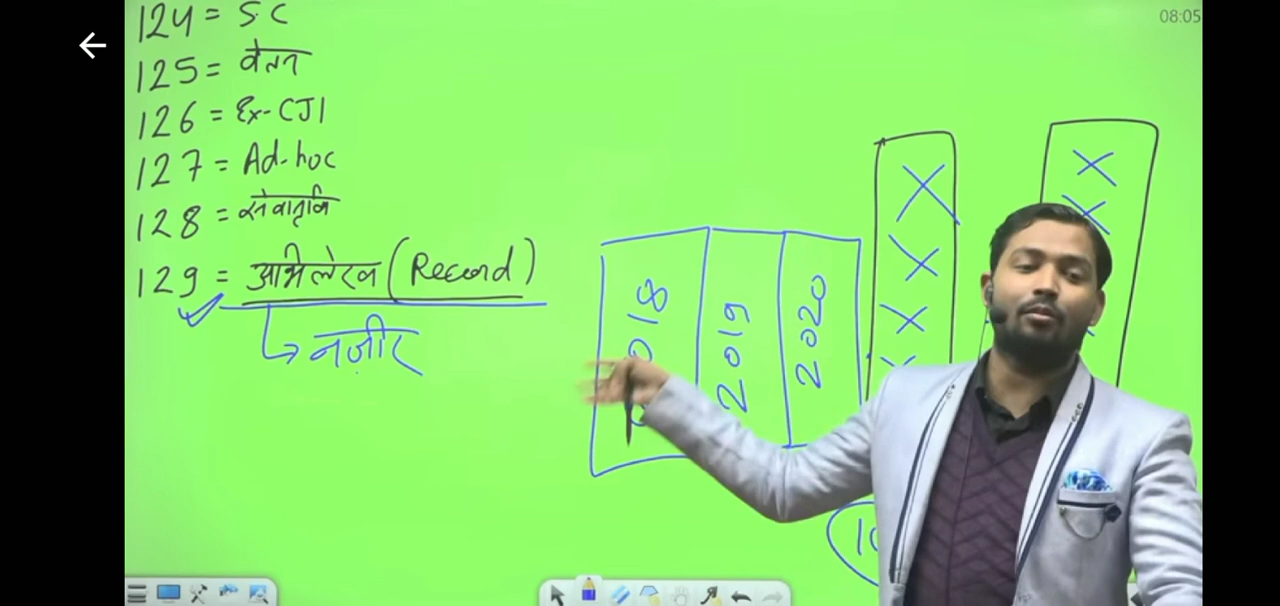 08:05
124 = S.C
125 = वेतन
126 = Ex-CJI
127 = Ad-hoc
128 = सेवानृवि
129 = अभिलेख (Record)
↳ नज़ीर
2018
2019
2020
10